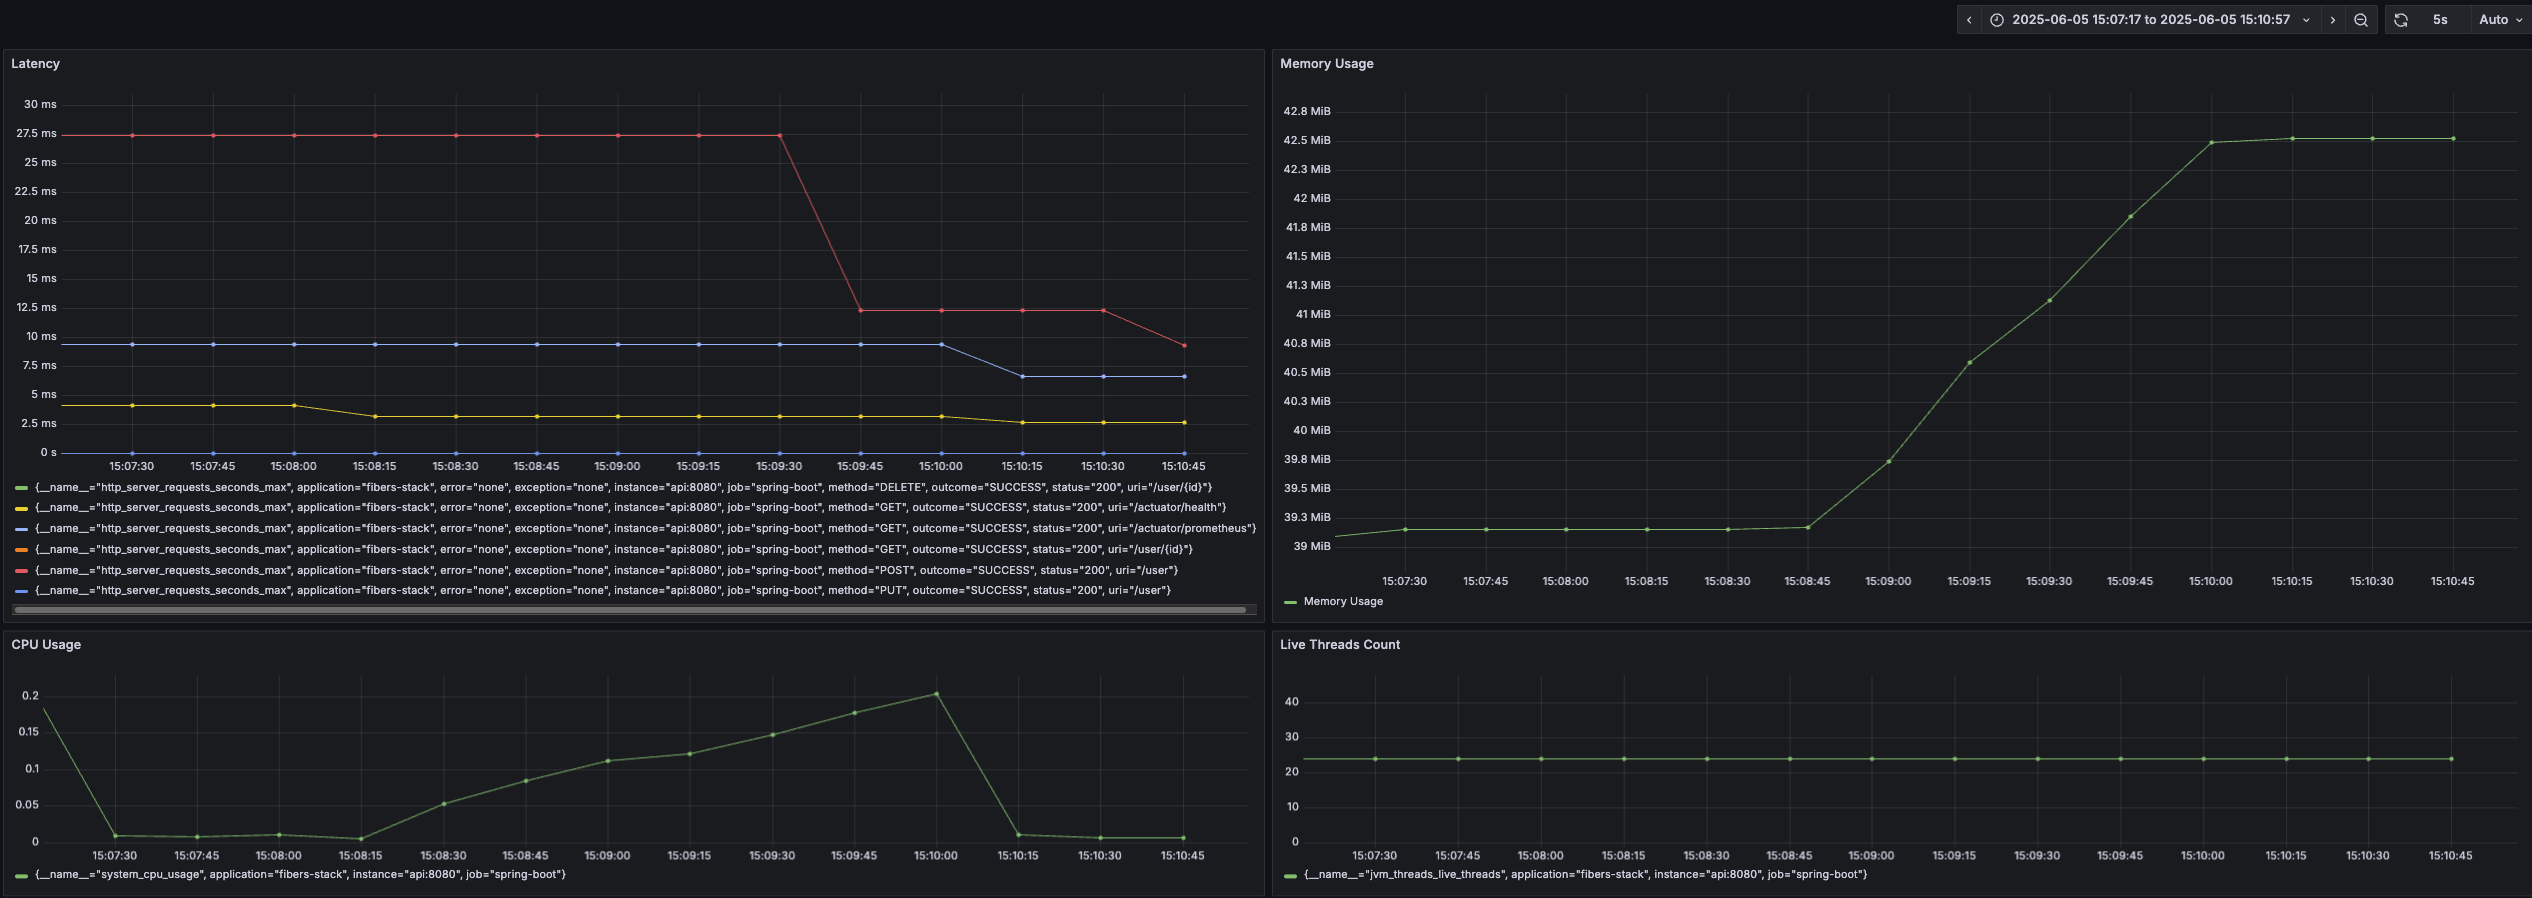 2025-06-05 15:07:17 to 2025-06-05 15:10:57
5s
Auto
Latency
30 ms
27.5 ms
25 ms
22.5 ms
20 ms
17.5 ms
15 ms
12.5 ms
10 ms
7.5 ms
5 ms
2.5 ms
0 s
15:07:30 15:07:45 15:08:00 15:08:15 15:08:30 15:08:45 15:09:00 15:09:15 15:09:30 15:09:45 15:10:00 15:10:15 15:10:30 15:10:45
{__name__="http_server_requests_seconds_max", application="fibers-stack", error="none", exception="none", instance="api:8080", job="spring-boot", method="DELETE", outcome="SUCCESS", status="200", uri="/user/{id}"}
{__name__="http_server_requests_seconds_max", application="fibers-stack", error="none", exception="none", instance="api:8080", job="spring-boot", method="GET", outcome="SUCCESS", status="200", uri="/actuator/health"}
{__name__="http_server_requests_seconds_max", application="fibers-stack", error="none", exception="none", instance="api:8080", job="spring-boot", method="GET", outcome="SUCCESS", status="200", uri="/actuator/prometheus"}
{__name__="http_server_requests_seconds_max", application="fibers-stack", error="none", exception="none", instance="api:8080", job="spring-boot", method="GET", outcome="SUCCESS", status="200", uri="/user/{id}"}
{__name__="http_server_requests_seconds_max", application="fibers-stack", error="none", exception="none", instance="api:8080", job="spring-boot", method="POST", outcome="SUCCESS", status="200", uri="/user"}
{__name__="http_server_requests_seconds_max", application="fibers-stack", error="none", exception="none", instance="api:8080", job="spring-boot", method="PUT", outcome="SUCCESS", status="200", uri="/user"}
Memory Usage
42.8 MiB
42.5 MiB
42.3 MiB
42 MiB
41.8 MiB
41.5 MiB
41.3 MiB
41 MiB
40.8 MiB
40.5 MiB
40.3 MiB
40 MiB
39.8 MiB
39.5 MiB
39.3 MiB
39 MiB
15:07:30 15:07:45 15:08:00 15:08:15 15:08:30 15:08:45 15:09:00 15:09:15 15:09:30 15:09:45 15:10:00 15:10:15 15:10:30 15:10:45
Memory Usage
CPU Usage
0.2
0.15
0.1
0.05
0
15:07:30 15:07:45 15:08:00 15:08:15 15:08:30 15:08:45 15:09:00 15:09:15 15:09:30 15:09:45 15:10:00 15:10:15 15:10:30 15:10:45
{__name__="system_cpu_usage", application="fibers-stack", instance="api:8080", job="spring-boot"}
Live Threads Count
40
30
20
10
0
15:07:30 15:07:45 15:08:00 15:08:15 15:08:30 15:08:45 15:09:00 15:09:15 15:09:30 15:09:45 15:10:00 15:10:15 15:10:30 15:10:45
{__name__="jvm_threads_live_threads", application="fibers-stack", instance="api:8080", job="spring-boot"}